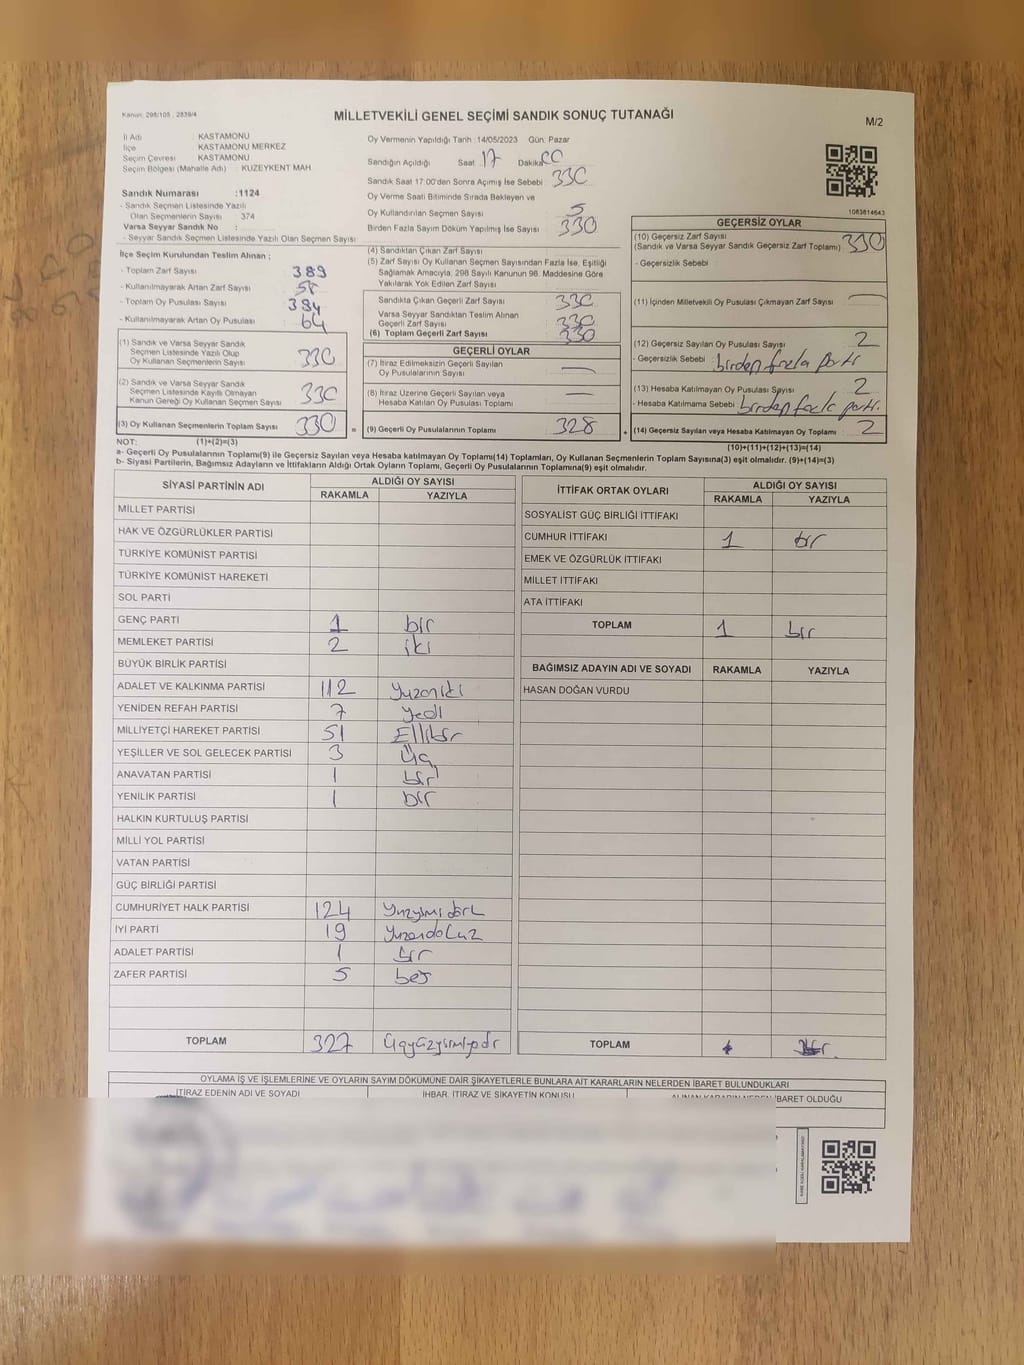 Kanun: 298/105 , 2839/4
MİLLETVEKİLİ GENEL SEÇİMİ SANDIK SONUÇ TUTANAĞI
M/2
İl Adı : KASTAMONU
İlçe : KASTAMONU MERKEZ
Seçim Çevresi : KASTAMONU
Seçim Bölgesi (Mahalle Adı) : KUZEYKENT MAH.
Oy Vermenin Yapıldığı Tarih : 14/05/2023 Gün: Pazar
Sandığın Açıldığı Saat: 17 Dakika: 00
Sandık Saat 17:00'den Sonra Açımış İse Sebebi : 330
Oy Verme Saati Bitiminde Sırada Bekleyen ve
Oy Kullandırılan Seçmen Sayısı : 5
Birden Fazla Sayım Döküm Yapılmış İse Sayısı : 330
1083814643
Sandık Numarası :1124
- Sandık Seçmen Listesinde Yazılı
Olan Seçmenlerin Sayısı : 374
Varsa Seyyar Sandık No :
- Seyyar Sandık Seçmen Listesinde Yazılı Olan Seçmen Sayısı :
İlçe Seçim Kurulundan Teslim Alınan ;
- Toplam Zarf Sayısı : 389
- Kullanılmayarak Artan Zarf Sayısı : 58
- Toplam Oy Pusulası Sayısı : 394
- Kullanılmayarak Artan Oy Pusulası : 64
(1) Sandık ve Varsa Seyyar Sandık
Seçmen Listesinde Yazılı Olup
Oy Kullanan Seçmenlerin Sayısı : 330
(2) Sandık ve Varsa Seyyar Sandık
Seçmen Listesinde Kayıtlı Olmayan
Kanun Gereği Oy Kullanan Seçmen Sayısı : 330
(3) Oy Kullanan Seçmenlerin Toplam Sayısı : 330 =
(1)+(2)=(3)
(4) Sandıktan Çıkan Zarf Sayısı :
(5) Zarf Sayısı Oy Kullanan Seçmen Sayısından Fazla İse, Eşitliği
Sağlamak Amacıyla, 298 Sayılı Kanunun 98. Maddesine Göre
Yakılarak Yok Edilen Zarf Sayısı :
Sandıkta Çıkan Geçerli Zarf Sayısı : 330
Varsa Seyyar Sandıktan Teslim Alınan
Geçerli Zarf Sayısı : 330
(6) Toplam Geçerli Zarf Sayısı : 330
GEÇERLİ OYLAR
(7) İtiraz Edilmeksizin Geçerli Sayılan
Oy Pusulalarının Sayısı : —
(8) İtiraz Üzerine Geçerli Sayılan veya
Hesaba Katılan Oy Pusulası Toplamı : —
(9) Geçerli Oy Pusulalarının Toplamı : 328 +
GEÇERSİZ OYLAR
(10) Geçersiz Zarf Sayısı
(Sandık ve Varsa Seyyar Sandık Geçersiz Zarf Toplamı) : 330
- Geçersizlik Sebebi :
(11) İçinden Milletvekili Oy Pusulası Çıkmayan Zarf Sayısı : —
(12) Geçersiz Sayılan Oy Pusulası Sayısı : 2
- Geçersizlik Sebebi : birden fazla parti
(13) Hesaba Katılmayan Oy Pusulası Sayısı : 2
- Hesaba Katılmama Sebebi : birden fazla parti.
(14) Geçersiz Sayılan veya Hesaba Katılmayan Oy Toplamı : 2
(10)+(11)+(12)+(13)=(14)
NOT:
a- Geçerli Oy Pusulalarının Toplamı(9) ile Geçersiz Sayılan veya Hesaba katılmayan Oy Toplamı(14) Toplamları, Oy Kullanan Seçmenlerin Toplam Sayısına(3) eşit olmalıdır. (9)+(14)=(3)
b- Siyasi Partilerin, Bağımsız Adayların ve İttifakların Aldığı Ortak Oyların Toplamı, Geçerli Oy Pusulalarının Toplamına(9) eşit olmalıdır.
SİYASİ PARTİNİN ADI ALDIĞI OY SAYISI
RAKAMLA YAZIYLA
MİLLET PARTİSİ
HAK VE ÖZGÜRLÜKLER PARTİSİ
TÜRKİYE KOMÜNİST PARTİSİ
TÜRKİYE KOMÜNİST HAREKETİ
SOL PARTİ
GENÇ PARTİ 1 bir
MEMLEKET PARTİSİ 2 iki
BÜYÜK BİRLİK PARTİSİ
ADALET VE KALKINMA PARTİSİ 112 Yüzoniki
YENİDEN REFAH PARTİSİ 7 yedi
MİLLİYETÇİ HAREKET PARTİSİ 51 Ellibir
YEŞİLLER VE SOL GELECEK PARTİSİ 3 Üç
ANAVATAN PARTİSİ 1 bir
YENİLİK PARTİSİ 1 bir
HALKIN KURTULUŞ PARTİSİ
MİLLİ YOL PARTİSİ
VATAN PARTİSİ
GÜÇ BİRLİĞİ PARTİSİ
CUMHURİYET HALK PARTİSİ 124 Yüzyirmidört
İYİ PARTİ 19 Yüzondokuz
ADALET PARTİSİ 1 bir
ZAFER PARTİSİ 5 beş
TOPLAM 327 Üçyüzyirmiyedi
İTTİFAK ORTAK OYLARI ALDIĞI OY SAYISI
RAKAMLA YAZIYLA
SOSYALİST GÜÇ BİRLİĞİ İTTİFAKI
CUMHUR İTTİFAKI 1 bir
EMEK VE ÖZGÜRLÜK İTTİFAKI
MİLLET İTTİFAKI
ATA İTTİFAKI
TOPLAM 1 bir
BAĞIMSIZ ADAYIN ADI VE SOYADI RAKAMLA YAZIYLA
HASAN DOĞAN VURDU
TOPLAM
OYLAMA İŞ VE İŞLEMLERİNE VE OYLARIN SAYIM DÖKÜMÜNE DAİR ŞİKAYETLERLE BUNLARA AİT KARARLARIN NELERDEN İBARET BULUNDUKLARI
İTİRAZ EDENİN ADI VE SOYADI İHBAR, İTİRAZ VE ŞİKAYETİN KONUSU ALINAN KARARIN NEDEN İBARET OLDUĞU